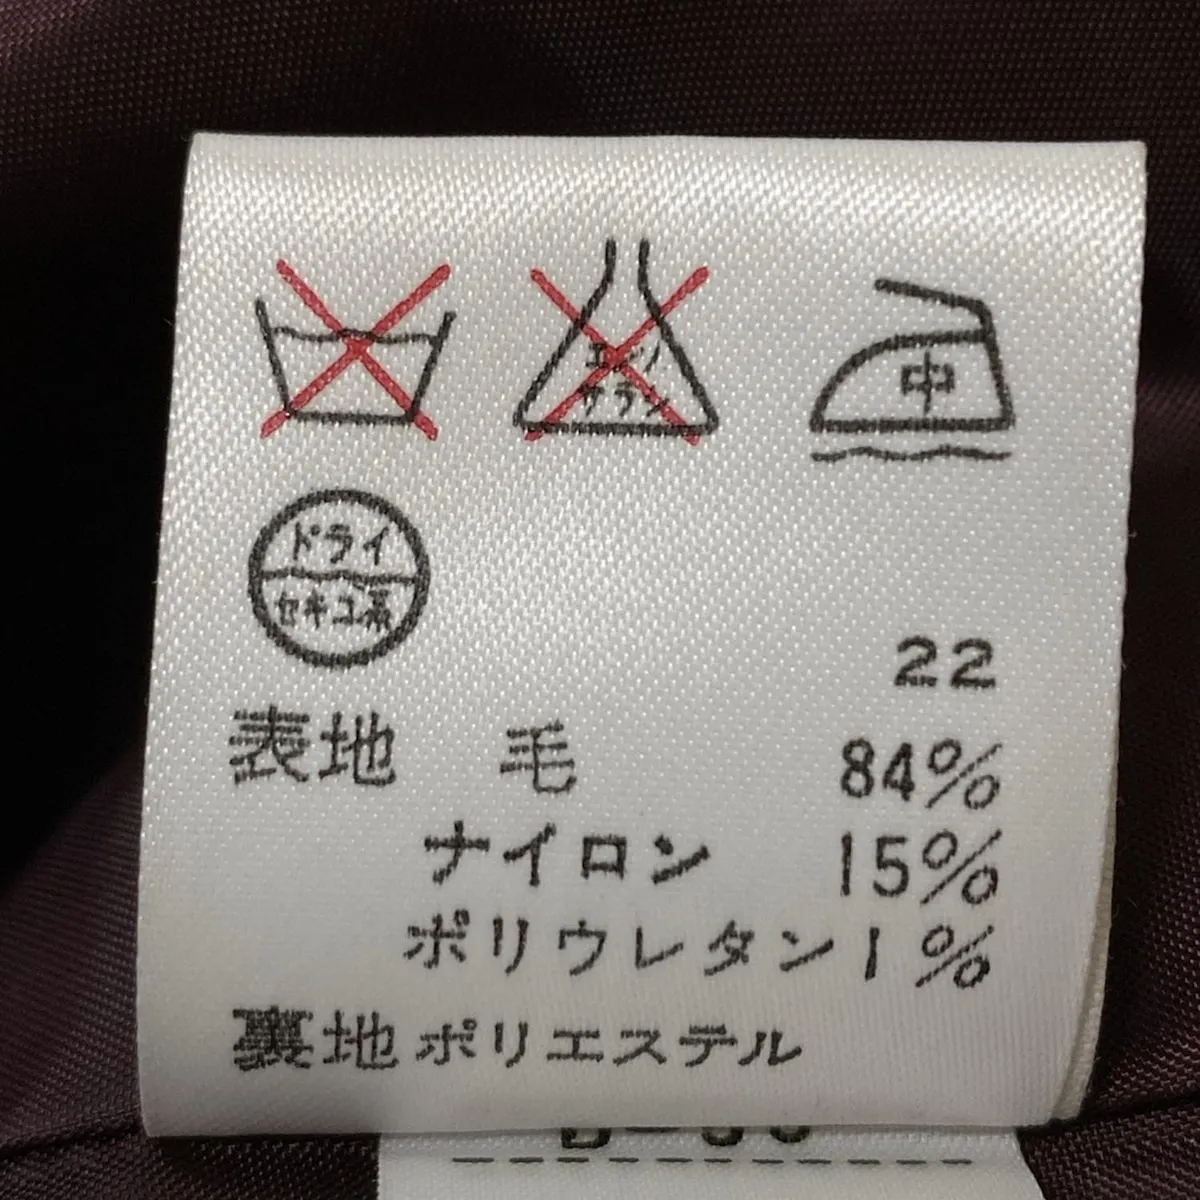 エンソ
サラシ
中
ドライ
セキユ系
22
表地 毛 84%
ナイロン 15%
ポリウレタン 1%
裏地 ポリエステル